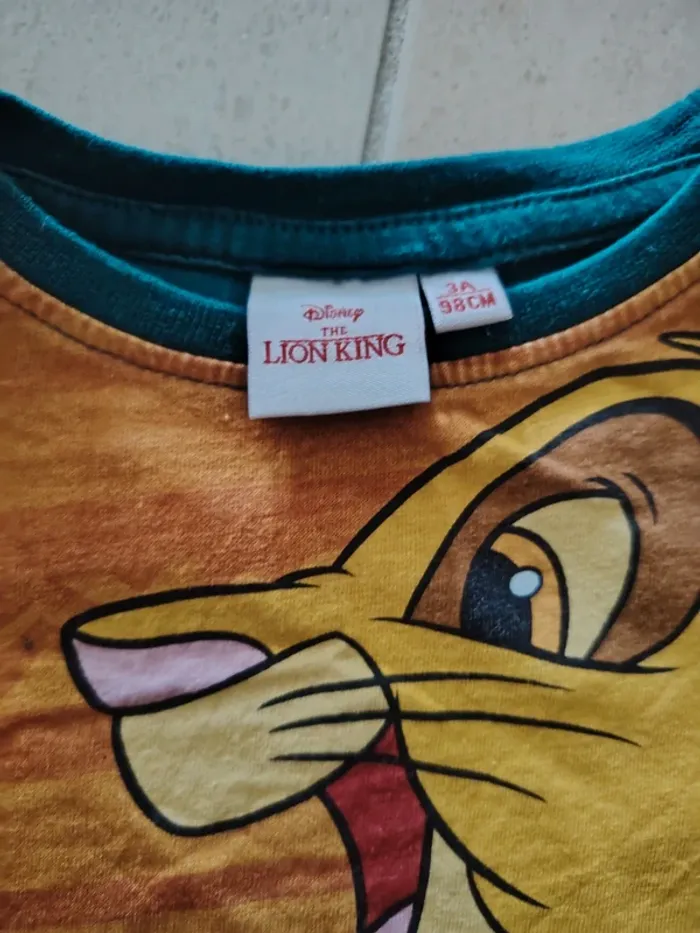 Disney
THE
LION KING
3A
98CM